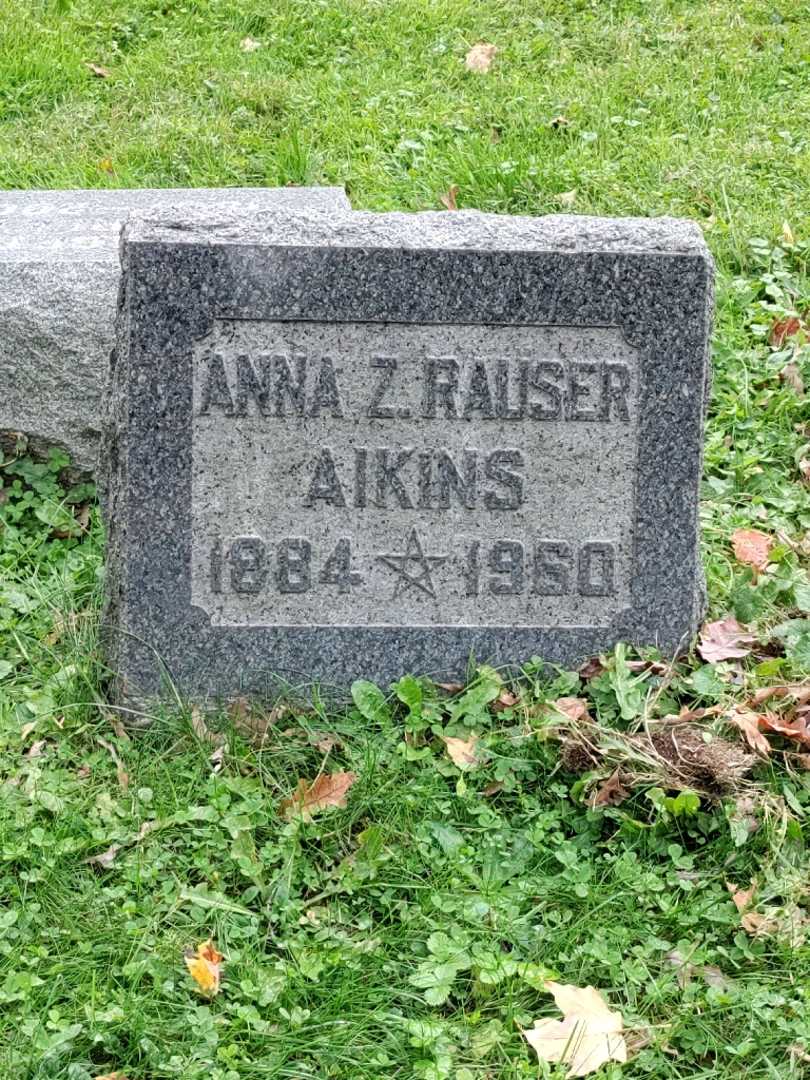 ANNA Z. RAUSER
AIKINS
1884 1960